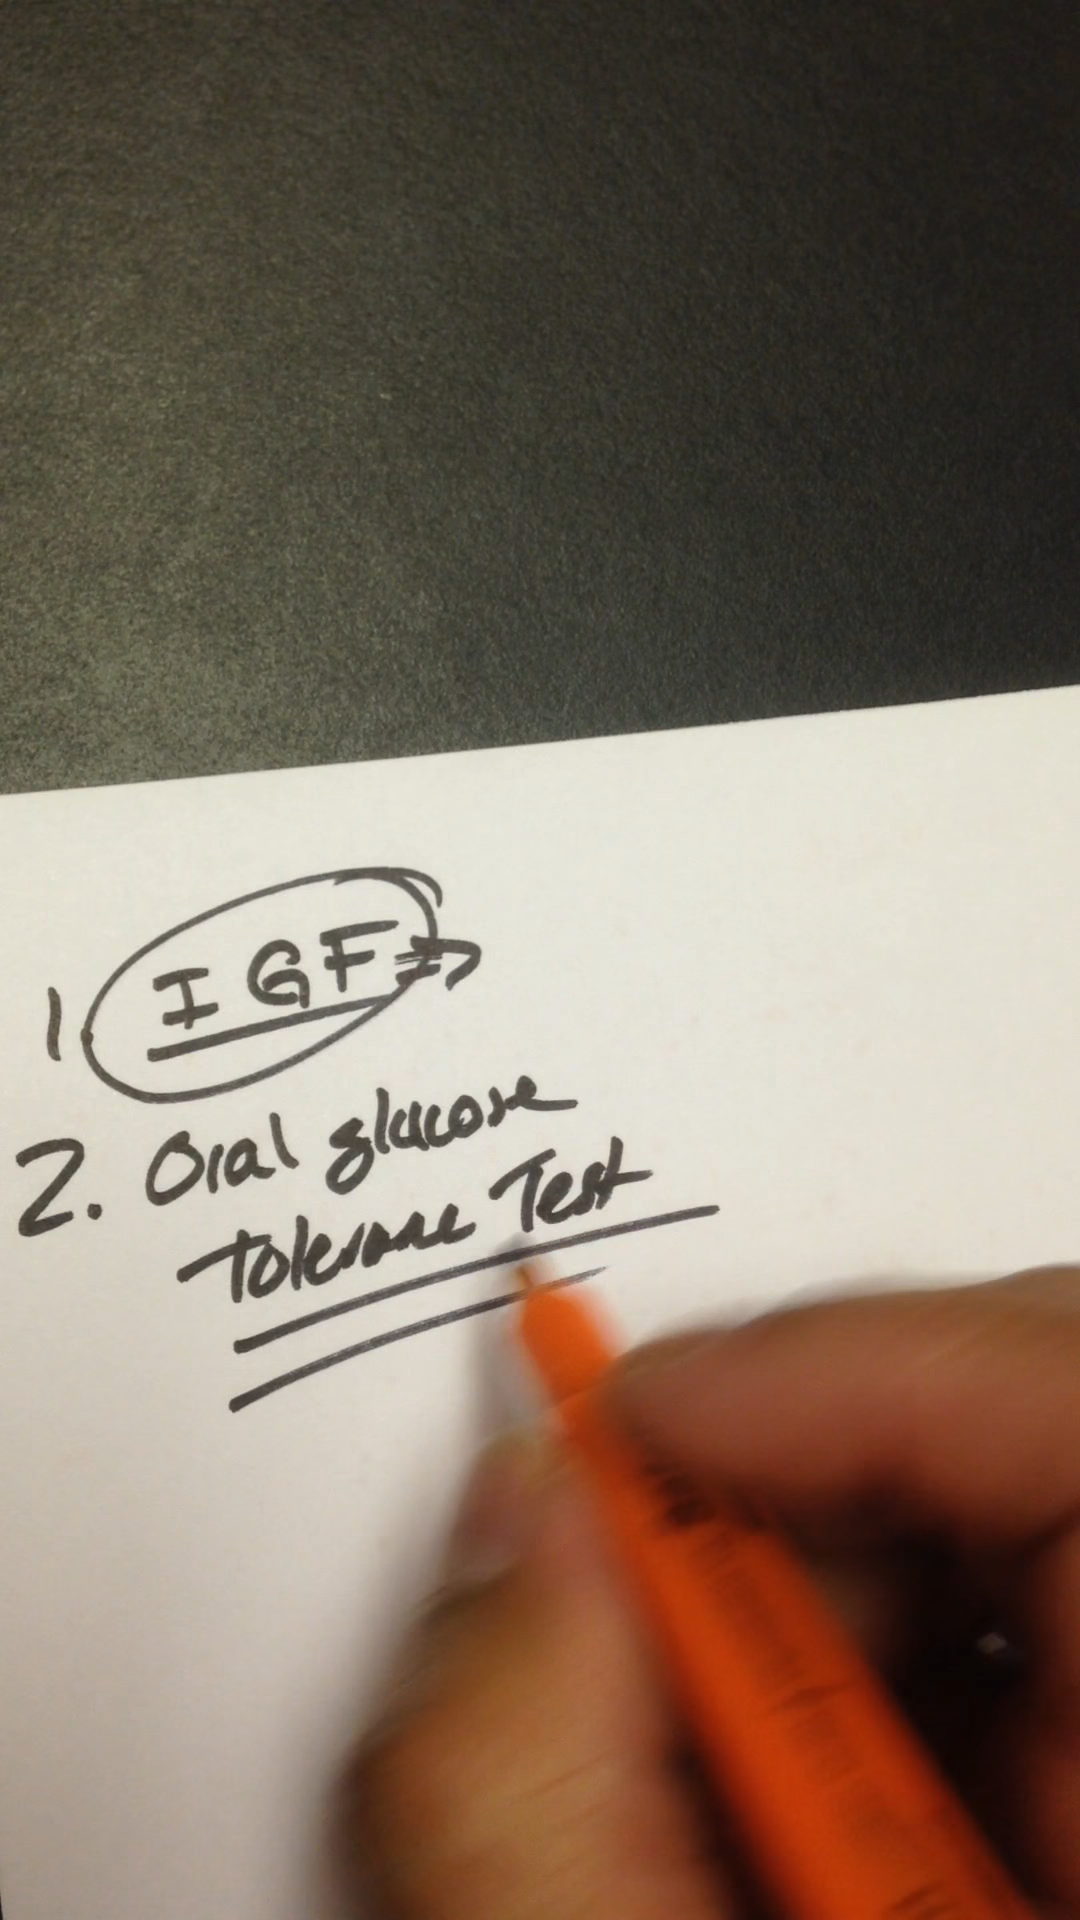 1. IGF →
2. Oral glucose
tolerance Test